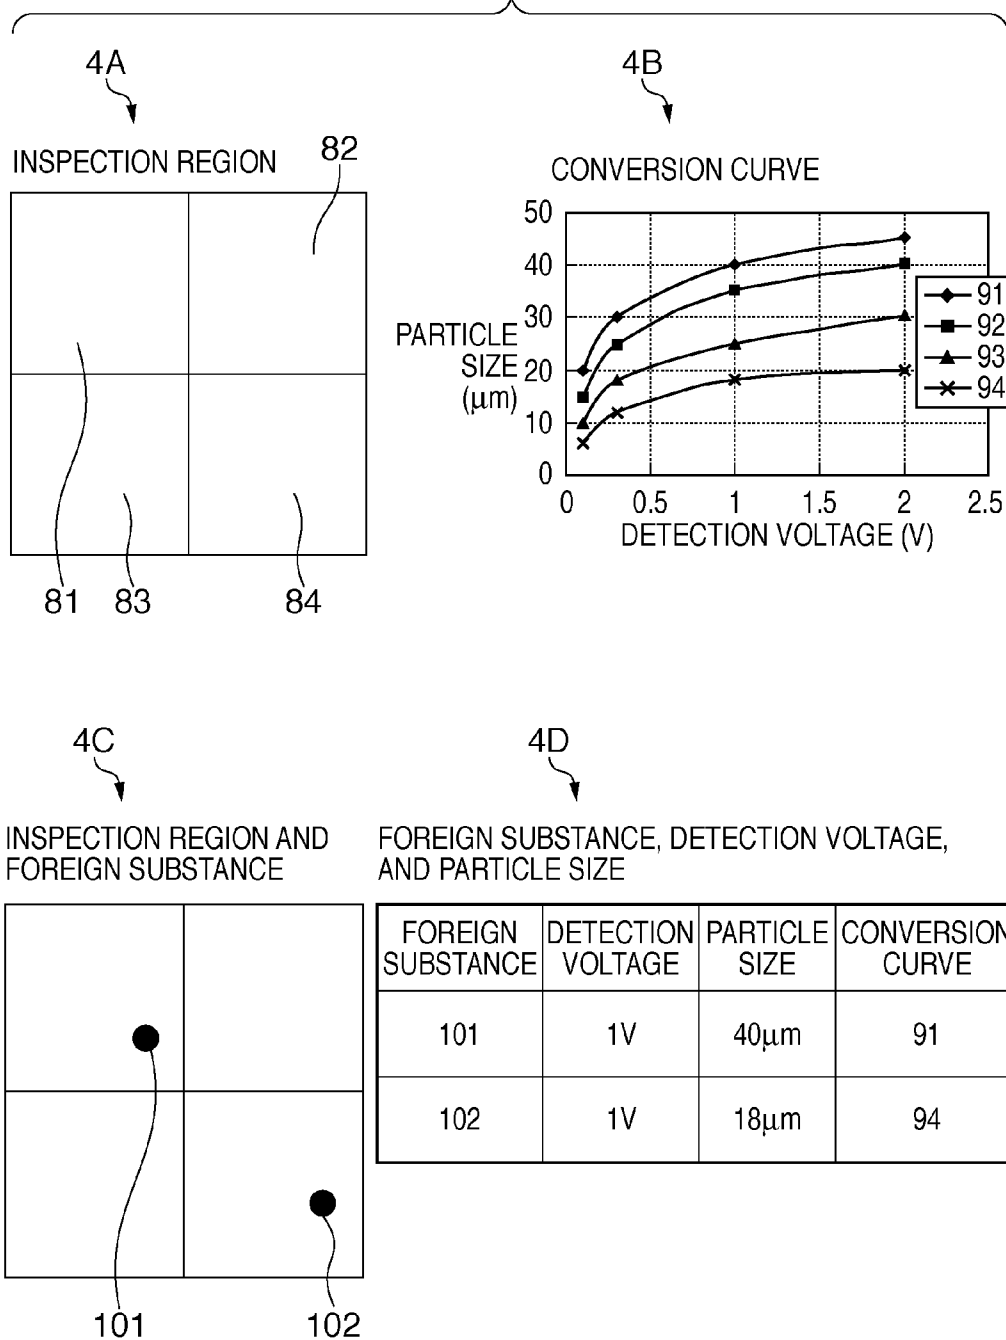 4A
INSPECTION REGION
82
81
83
84
4B
CONVERSION CURVE
PARTICLE
SIZE
(μm)
50
40
30
20
10
0
0 0.5 1 1.5 2 2.5
DETECTION VOLTAGE (V)
91
92
93
94
4C
INSPECTION REGION AND
FOREIGN SUBSTANCE
101
102
4D
FOREIGN SUBSTANCE, DETECTION VOLTAGE,
AND PARTICLE SIZE
FOREIGN SUBSTANCE
DETECTION VOLTAGE
PARTICLE SIZE
CONVERSION CURVE
101 1V 40μm 91
102 1V 18μm 94